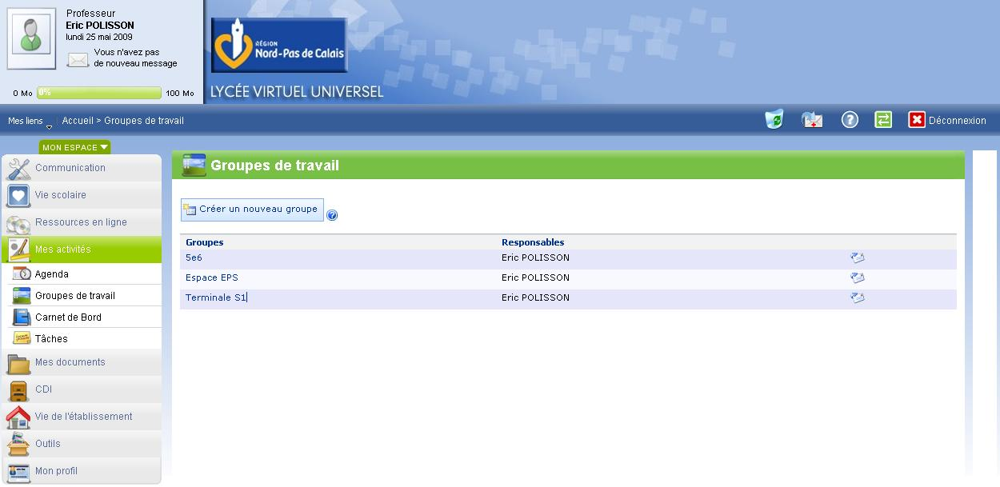 Professeur
Eric POLISSON
lundi 25 mai 2009
Vous n'avez pas
de nouveau message
0 Mo 0% 100 Mo
RÉGION
Nord-Pas de Calais
LYCÉE VIRTUEL UNIVERSEL
Mes liens Accueil > Groupes de travail Déconnexion
MON ESPACE
Communication
Vie scolaire
Ressources en ligne
Mes activités
Agenda
Groupes de travail
Carnet de Bord
Tâches
Mes documents
CDI
Vie de l'établissement
Outils
Mon profil
Groupes de travail
Créer un nouveau groupe
Groupes Responsables
5e6 Eric POLISSON
Espace EPS Eric POLISSON
Terminale S1 Eric POLISSON